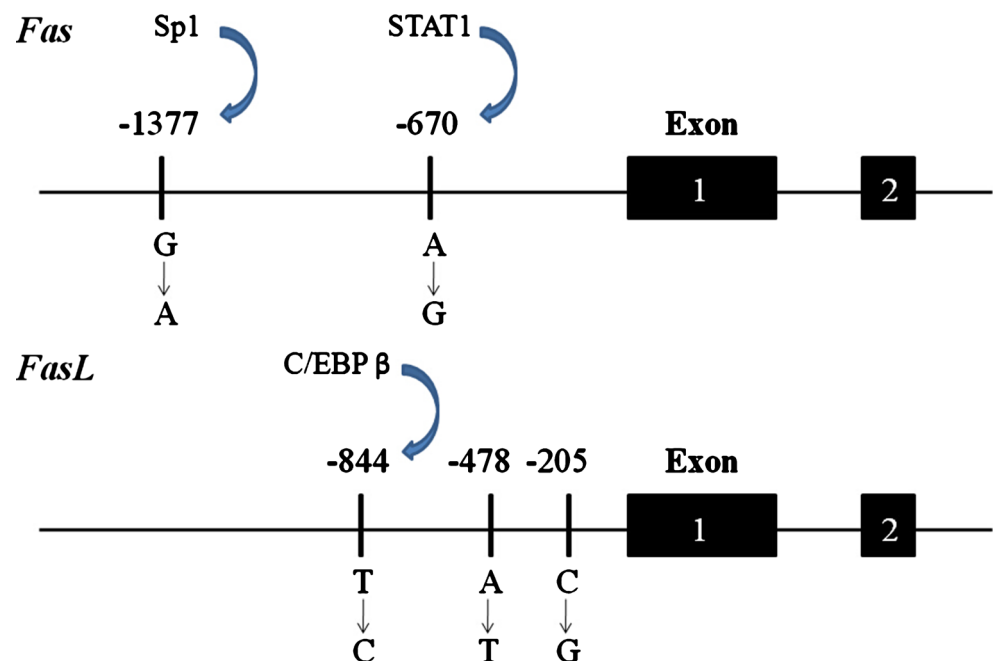 Fas Sp1 STAT1
-1377 -670 Exon
1 2
G A
A G
FasL C/EBP β
-844 -478 -205 Exon
1 2
T A C
C T G